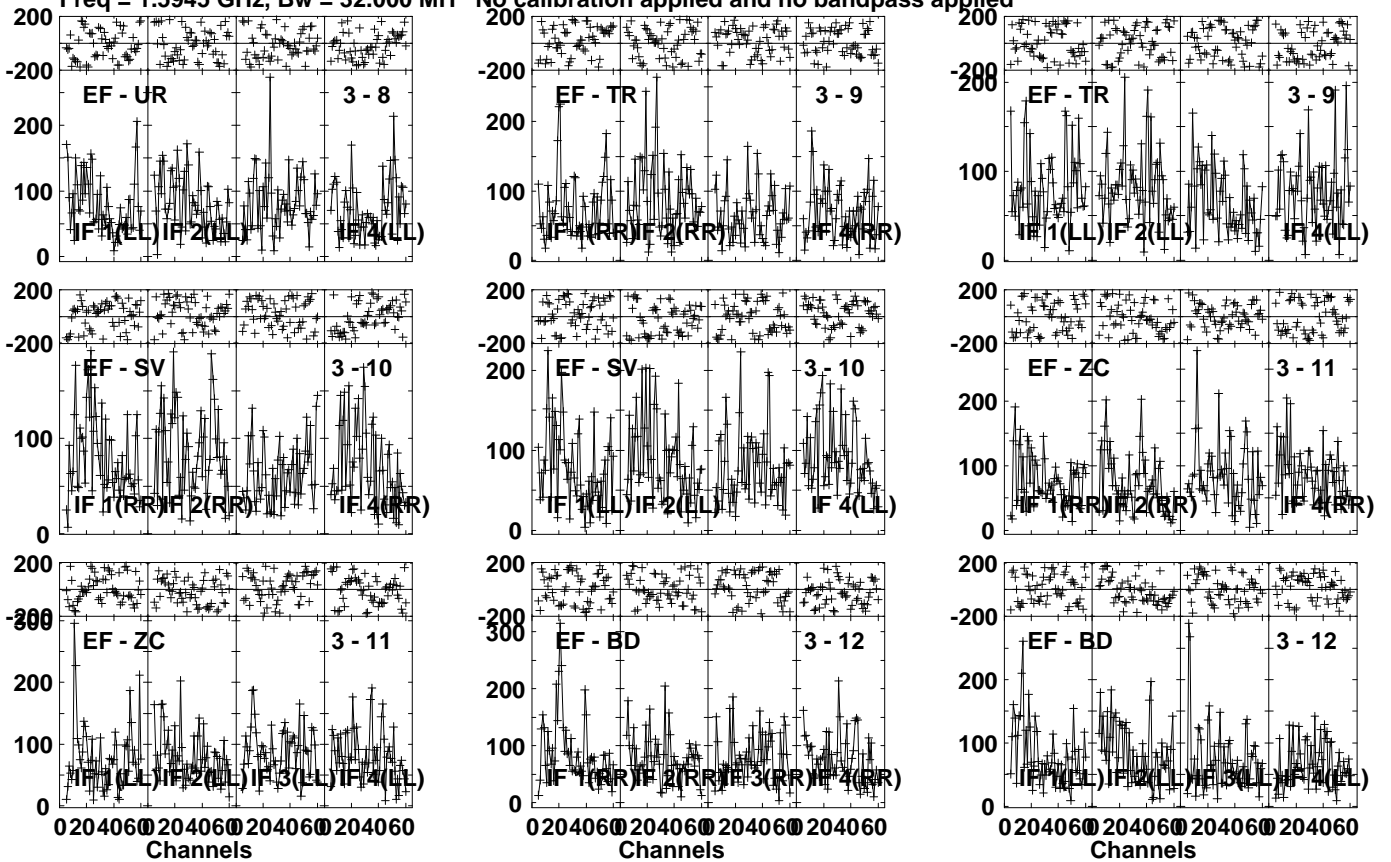 Freq = 1.5945 GHz, Bw = 32.000 MH No calibration applied and no bandpass applied
200 200 200
-200 -200 -200
EF - UR 3 - 8 EF - TR 3 - 9 EF - TR 3 - 9
200 200 200
100 100 100
IF 1(LL) IF 2(LL) IF 4(LL) IF 1(RR) IF 2(RR) IF 4(RR) IF 1(LL) IF 2(LL) IF 4(LL)
0 0 0
200 200 200
-200 -200 -200
EF - SV 3 - 10 EF - SV 3 - 10 EF - ZC 3 - 11
200 200
100 100 100
IF 1(RR) IF 2(RR) IF 4(RR) IF 1(LL) IF 2(LL) IF 4(LL) IF 1(RR) IF 2(RR) IF 4(RR)
0 0 0
200 200 200
-200 -200 -200
300 300
EF - ZC 3 - 11 EF - BD 3 - 12 EF - BD 3 - 12
200 200 200
100 100 100
IF 1(LL) IF 2(LL) IF 3(LL) IF 4(LL) IF 1(RR) IF 2(RR) IF 3(RR) IF 4(RR) IF 1(LL) IF 2(LL) IF 3(LL) IF 4(LL)
0 0 0
0 20 40 60 0 20 40 60 0 20 40 60 0 20 40 60 0 20 40 60 0 20 40 60 0 20 40 60 0 20 40 60 0 20 40 60 0 20 40 60 0 20 40 60 0 20 40 60
Channels Channels Channels